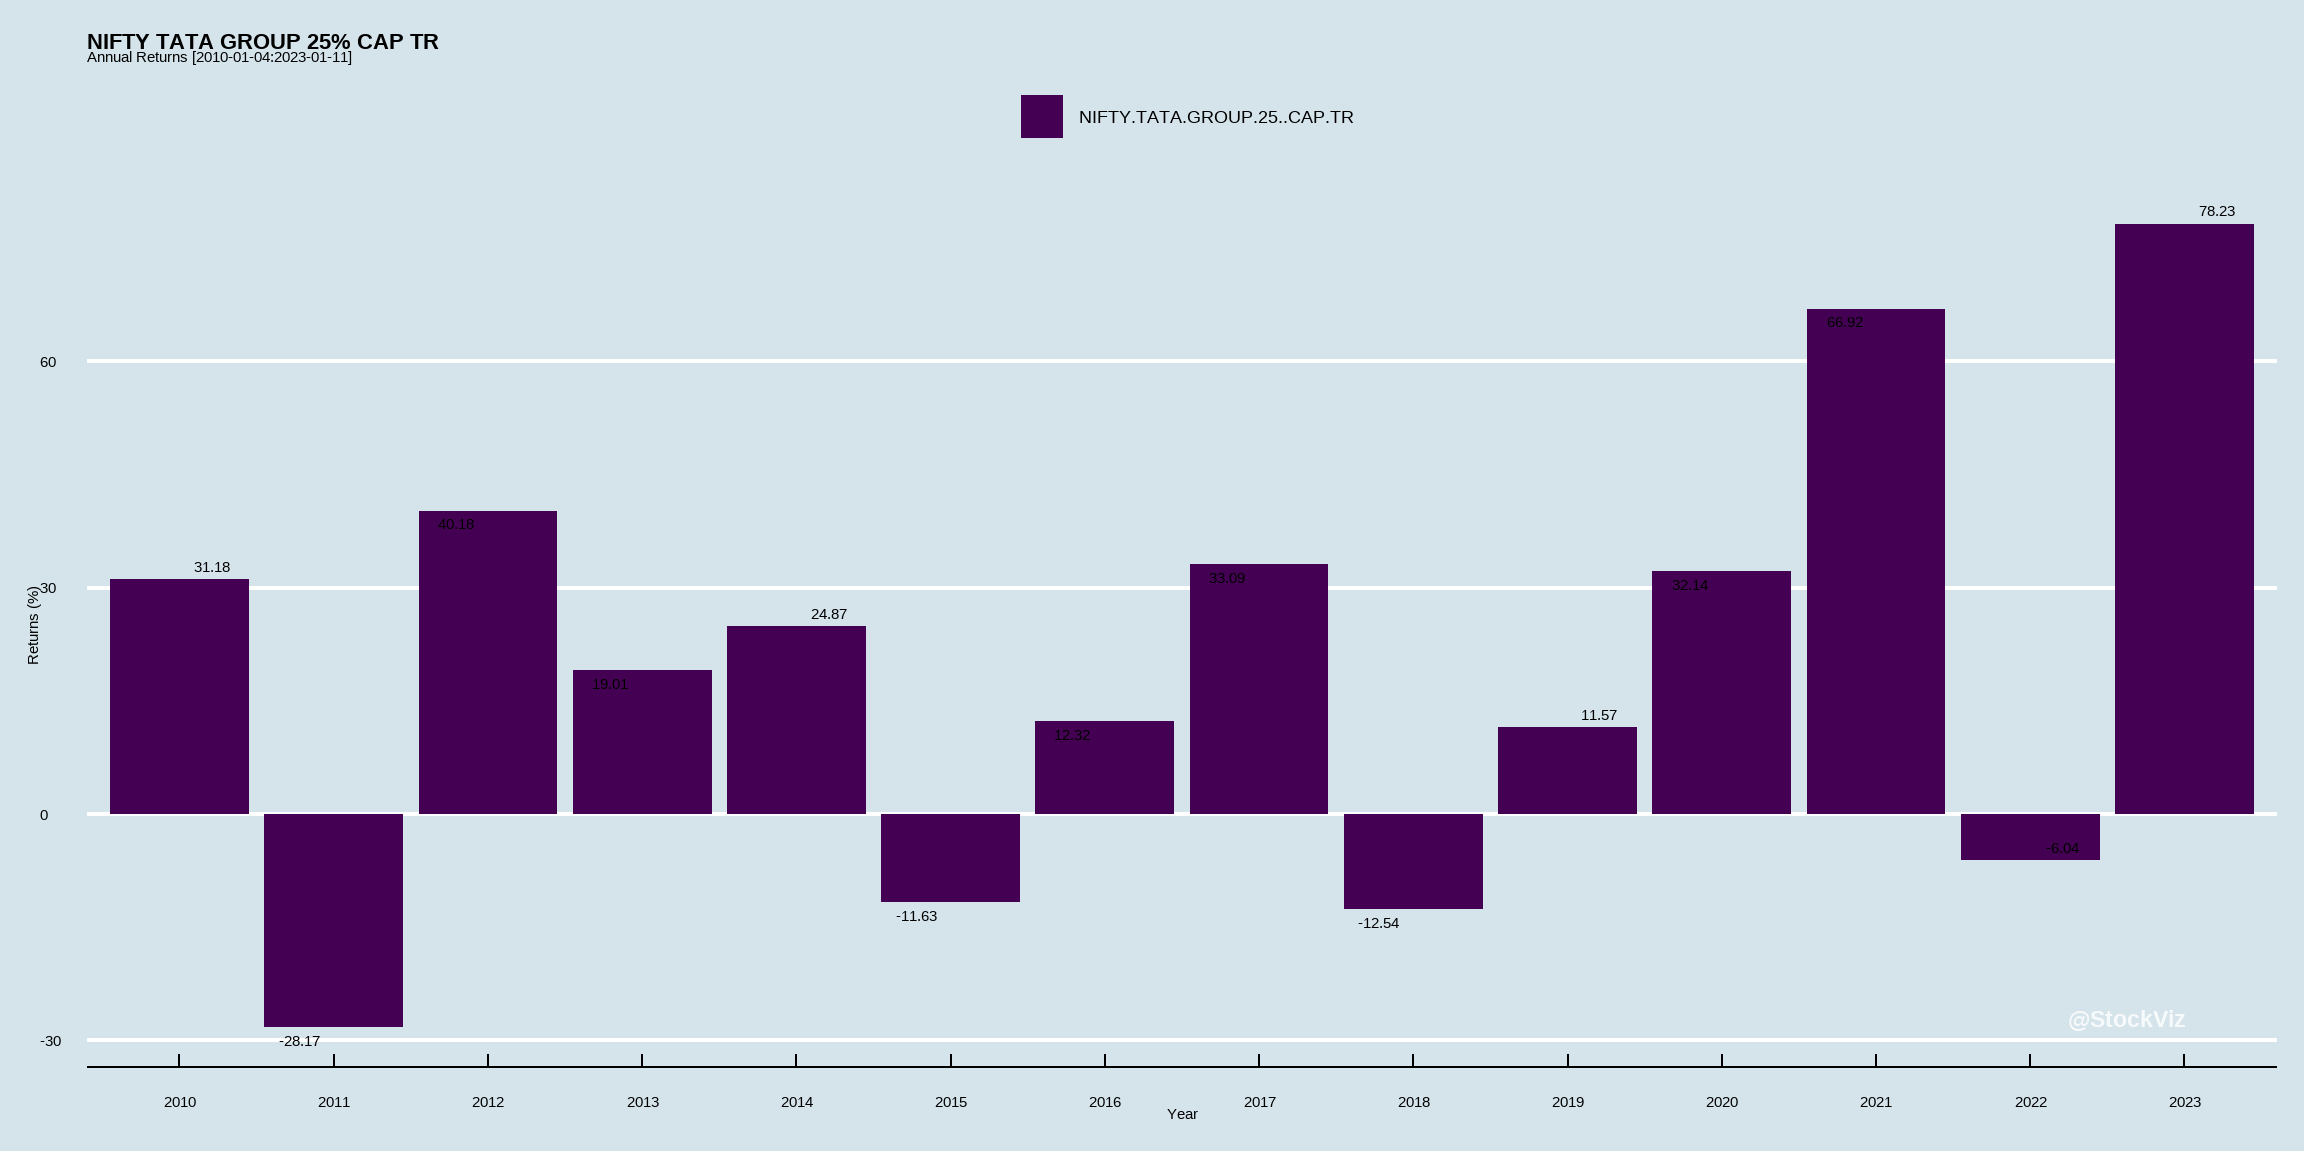 NIFTY TATA GROUP 25% CAP TR
Annual Returns [2010-01-04:2023-01-11]
NIFTY.TATA.GROUP.25..CAP.TR
78.23
66.92
60
40.18
31.18
33.09
32.14
30
24.87
19.01
11.57
12.32
Returns (%)
0
-6.04
-11.63
-12.54
@StockViz
-28.17
-30
2010 2011 2012 2013 2014 2015 2016 2017 2018 2019 2020 2021 2022 2023
Year